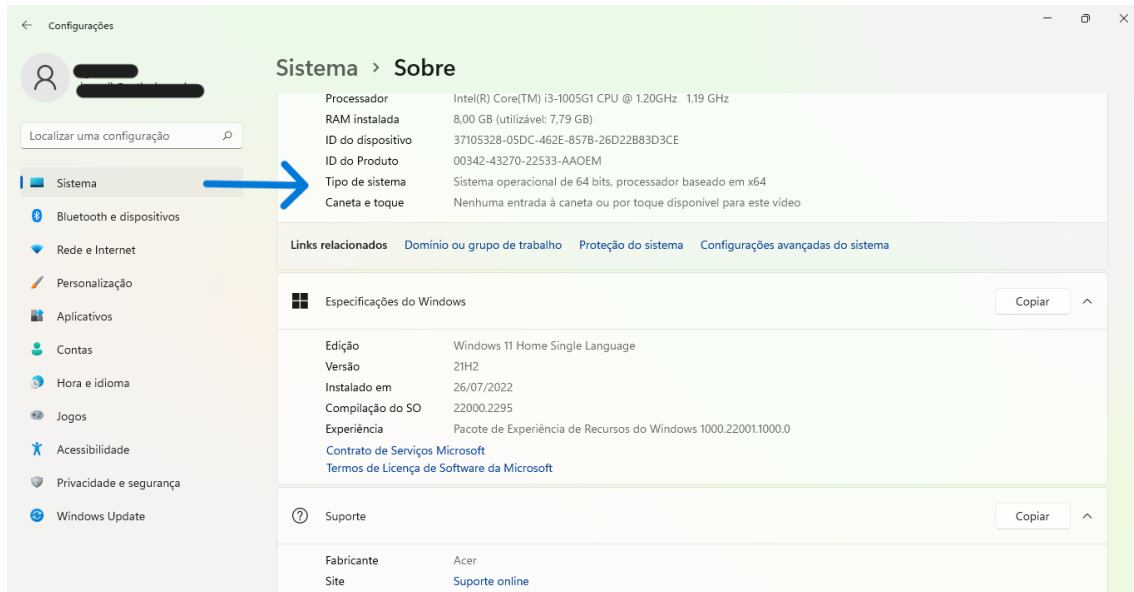 Configurações
Sistema > Sobre
Localizar uma configuração
Sistema
Bluetooth e dispositivos
Rede e Internet
Personalização
Aplicativos
Contas
Hora e idioma
Jogos
Acessibilidade
Privacidade e segurança
Windows Update
Processador Intel(R) Core(TM) i3-1005G1 CPU @ 1.20GHz 1.19 GHz
RAM instalada 8,00 GB (utilizável: 7,79 GB)
ID do dispositivo 37105328-05DC-462E-857B-26D22B83D3CE
ID do Produto 00342-43270-22533-AAOEM
Tipo de sistema Sistema operacional de 64 bits, processador baseado em x64
Caneta e toque Nenhuma entrada à caneta ou por toque disponível para este vídeo
Links relacionados Domínio ou grupo de trabalho Proteção do sistema Configurações avançadas do sistema
Especificações do Windows Copiar
Edição Windows 11 Home Single Language
Versão 21H2
Instalado em 26/07/2022
Compilação do SO 22000.2295
Experiência Pacote de Experiência de Recursos do Windows 1000.22001.1000.0
Contrato de Serviços Microsoft
Termos de Licença de Software da Microsoft
Suporte Copiar
Fabricante Acer
Site Suporte online